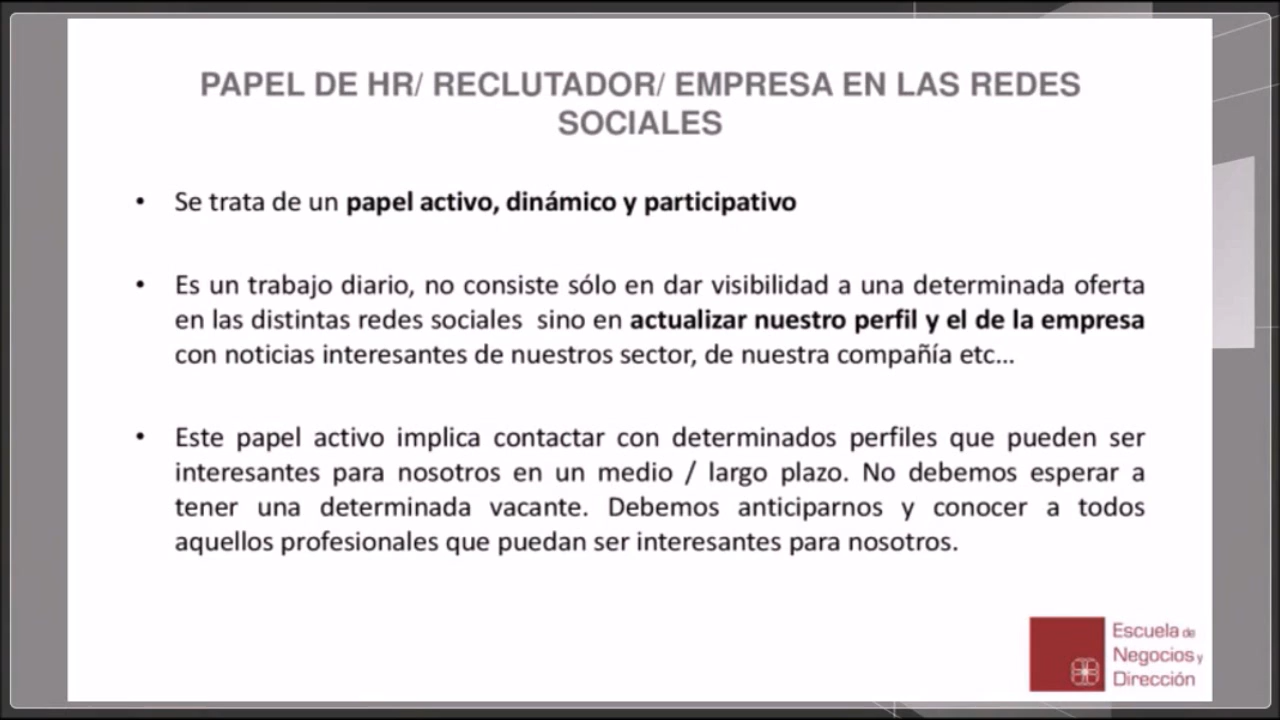 PAPEL DE HR/ RECLUTADOR/ EMPRESA EN LAS REDES
SOCIALES
• Se trata de un papel activo, dinámico y participativo
• Es un trabajo diario, no consiste sólo en dar visibilidad a una determinada oferta
en las distintas redes sociales sino en actualizar nuestro perfil y el de la empresa
con noticias interesantes de nuestros sector, de nuestra compañía etc...
• Este papel activo implica contactar con determinados perfiles que pueden ser
interesantes para nosotros en un medio / largo plazo. No debemos esperar a
tener una determinada vacante. Debemos anticiparnos y conocer a todos
aquellos profesionales que puedan ser interesantes para nosotros.
Escuela de
Negocios y
Dirección